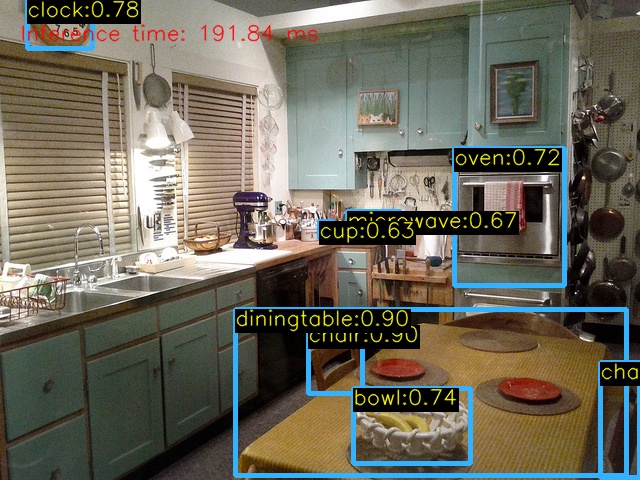 clock:0.78
Inference time: 191.84 ms
oven:0.72
microwave:0.67
cup:0.63
diningtable:0.90
chair:0.90
cha
bowl:0.74